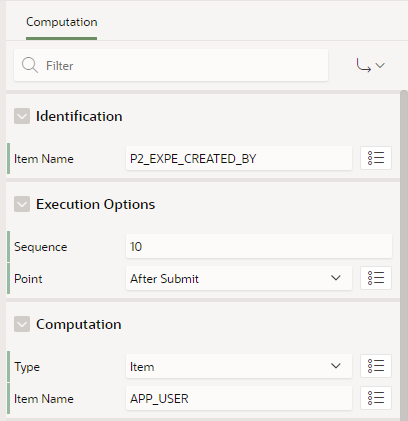 Computation
Filter
Identification
Item Name P2_EXPE_CREATED_BY
Execution Options
Sequence 10
Point After Submit
Computation
Type Item
Item Name APP_USER